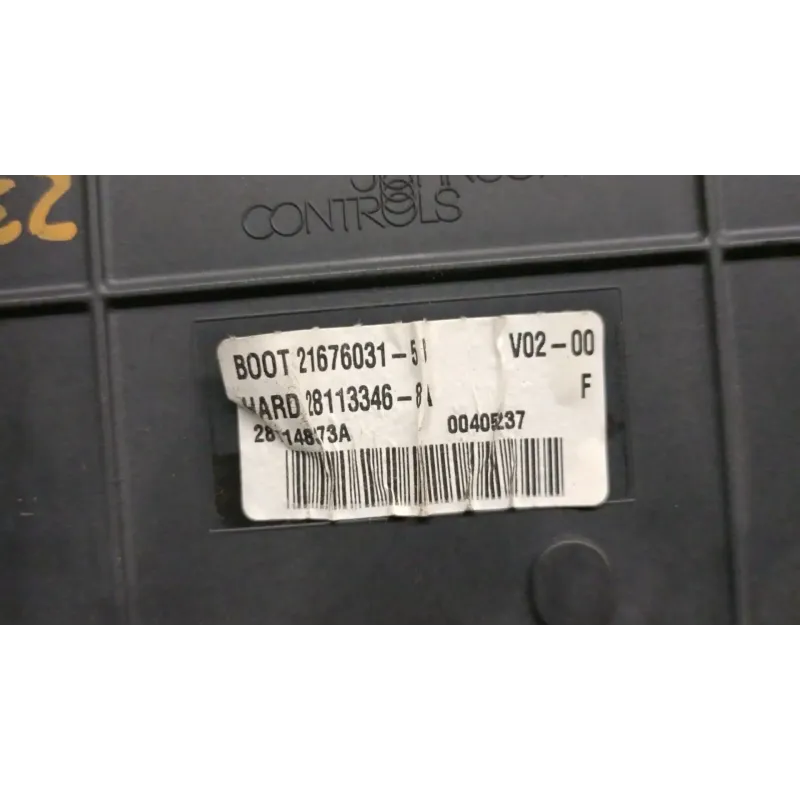 CONTROLS
BOOT 21676031-5 V02-00
HARD 28113346-8 F
00405237